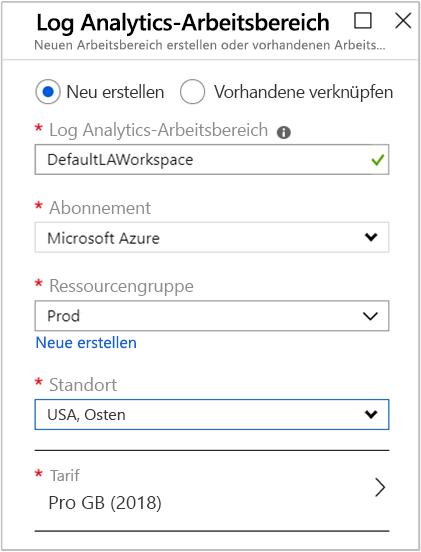 Log Analytics-Arbeitsbereich
Neuen Arbeitsbereich erstellen oder vorhandenen Arbeits...
Neu erstellen Vorhandene verknüpfen
* Log Analytics-Arbeitsbereich
DefaultLAWorkspace
* Abonnement
Microsoft Azure
* Ressourcengruppe
Prod
Neue erstellen
* Standort
USA, Osten
* Tarif
Pro GB (2018)